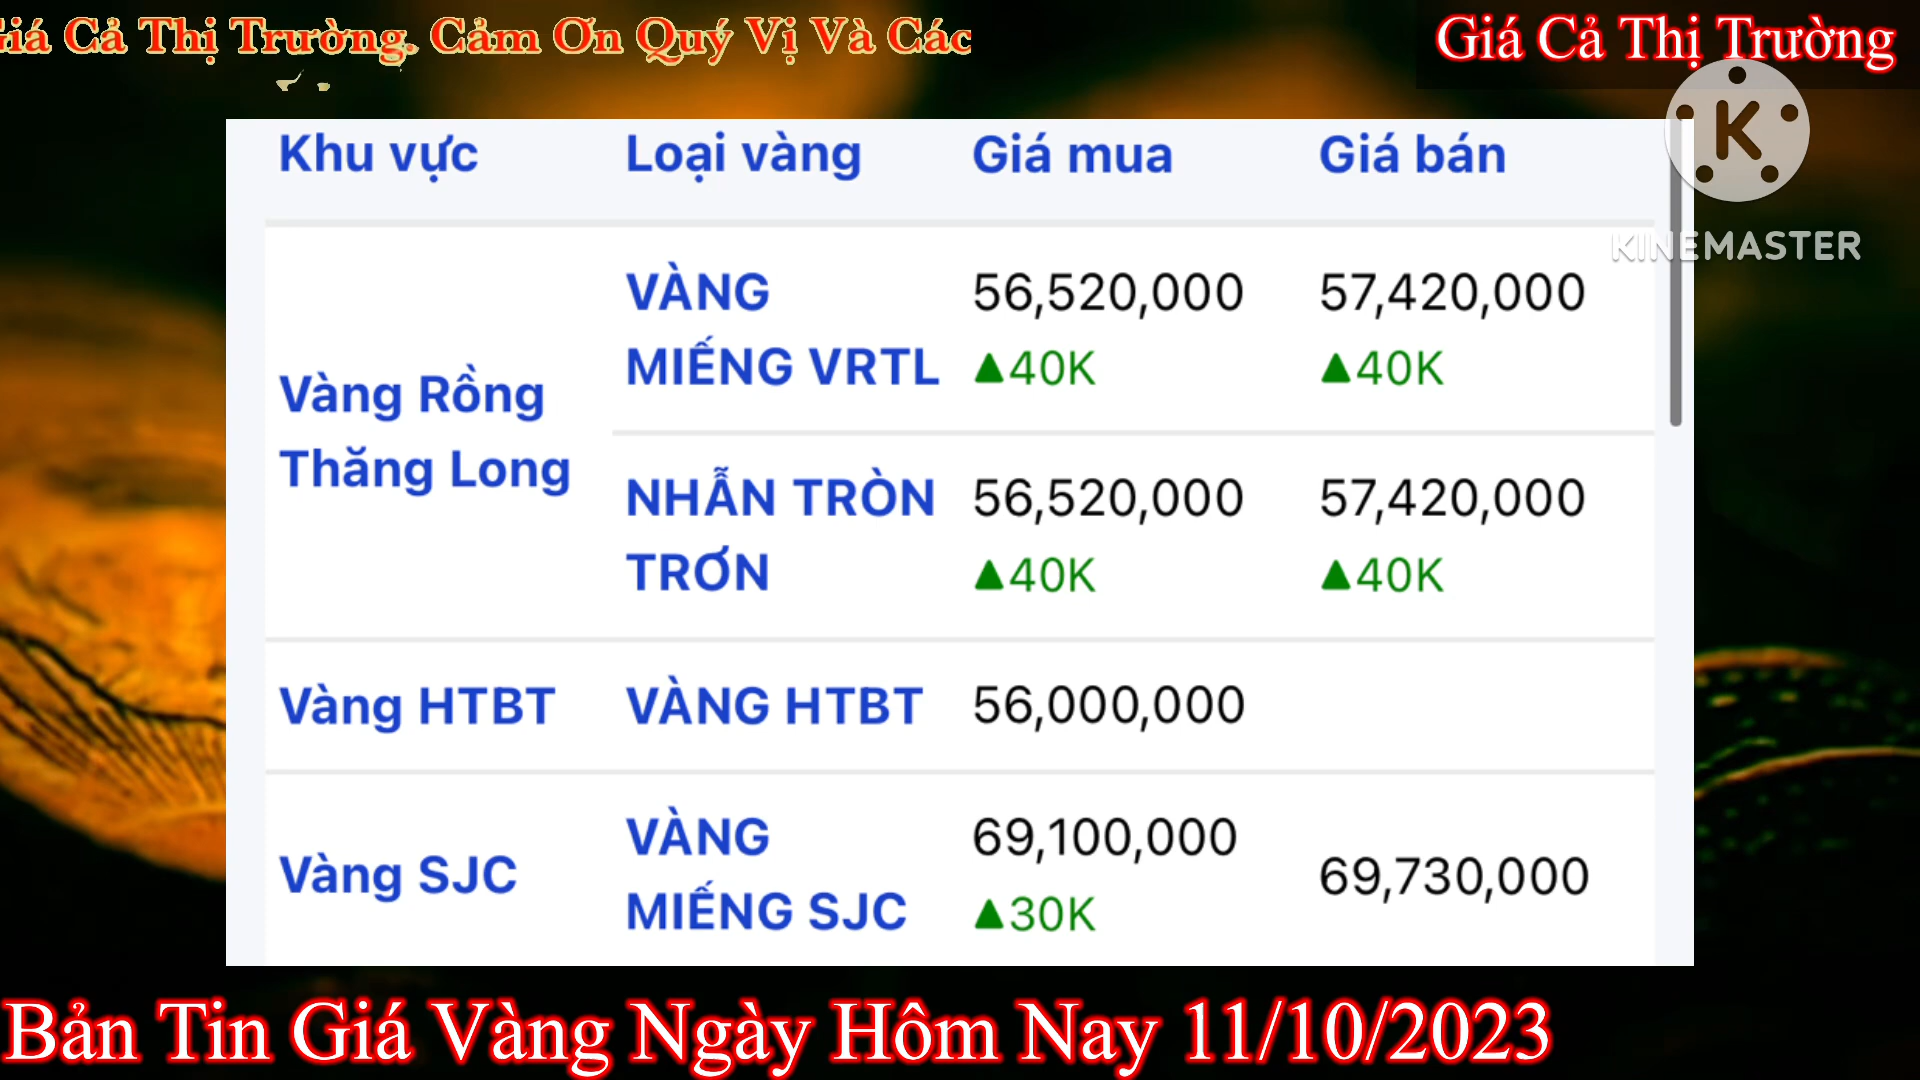 iá Cả Thị Trường. Cảm Ơn Quý Vị Và Các
Giá Cả Thị Trường
K
KINEMASTER
Khu vực Loại vàng Giá mua Giá bán
VÀNG 56,520,000 57,420,000
MIẾNG VRTL ▲40K ▲40K
Vàng Rồng
Thăng Long
NHẪN TRÒN 56,520,000 57,420,000
TRƠN ▲40K ▲40K
Vàng HTBT VÀNG HTBT 56,000,000
VÀNG 69,100,000
Vàng SJC 69,730,000
MIẾNG SJC ▲30K
Bản Tin Giá Vàng Ngày Hôm Nay 11/10/2023